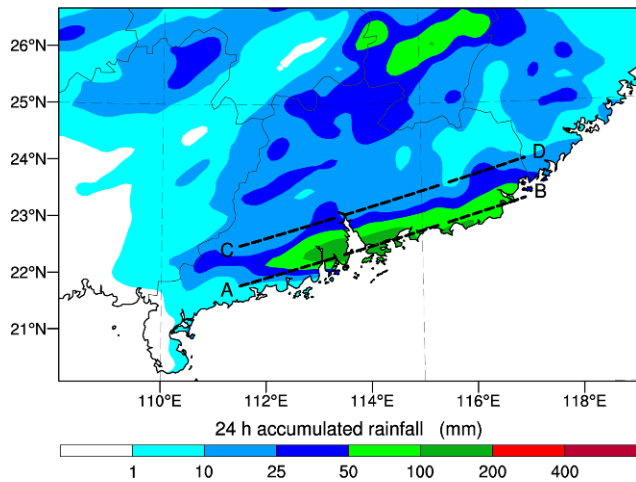 26°N
25°N
24°N
23°N
22°N
21°N
D
B
C
A
110°E 112°E 114°E 116°E 118°E
24 h accumulated rainfall (mm)
1 10 25 50 100 200 400